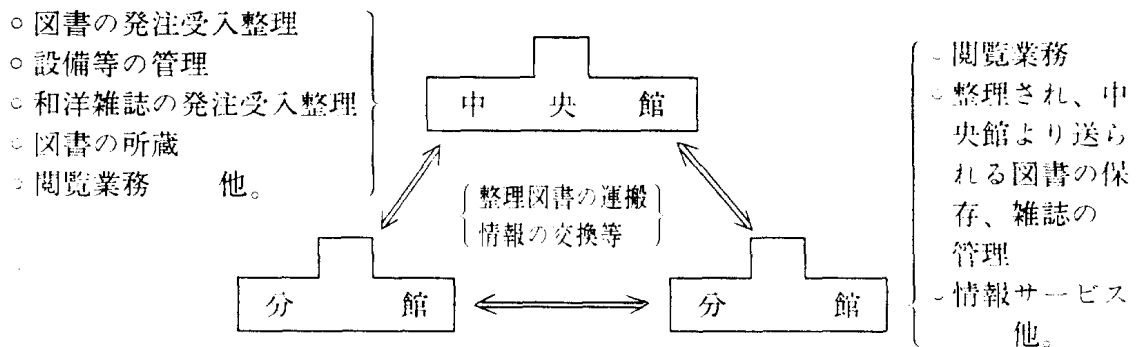 ○ 図書の発注受入整理
○ 設備等の管理
○ 和洋雑誌の発注受入整理
○ 図書の所蔵
○ 閲覧業務　　他。
中　央　館
○ 閲覧業務
○ 整理され、中
央館より送ら
れる図書の保
存、雑誌の
管理
○ 情報サービス
他。
整理図書の運搬
情報の交換等
分　　館
分　　館